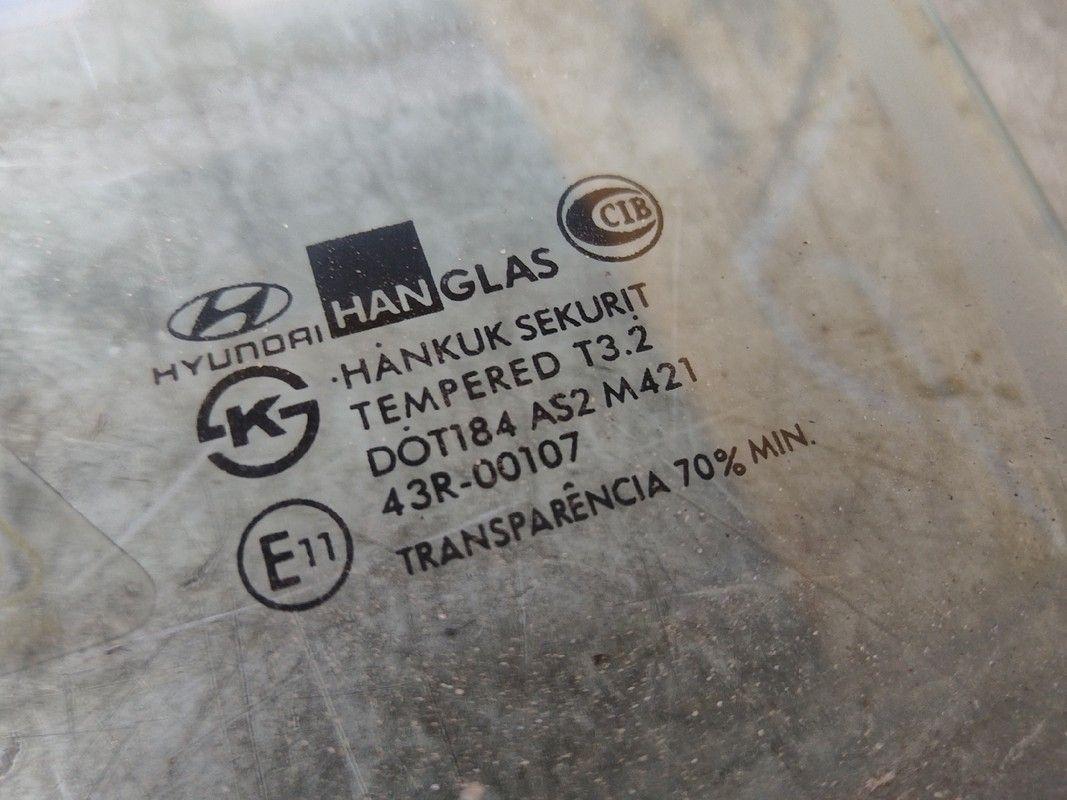 CIB
HANGLAS
HYUNDAI
HANKUK SEKURIT
TEMPERED T3.2
K
DOT184 AS2 M421
43R-00107
E11
TRANSPARÊNCIA 70% MIN.